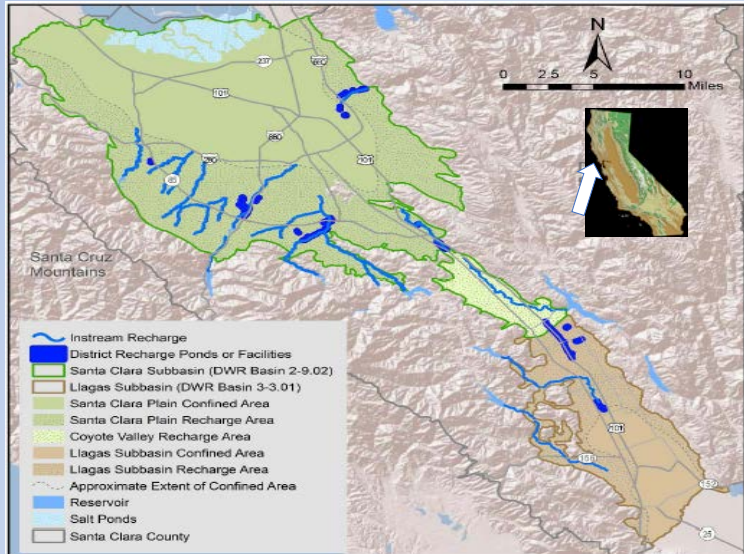 N
0 2.5 5 10
Miles
237
680
101
880
280
85
101
Santa Cruz
Mountains
Instream Recharge
District Recharge Ponds or Facilities
Santa Clara Subbasin (DWR Basin 2-9.02)
Llagas Subbasin (DWR Basin 3-3.01)
Santa Clara Plain Confined Area
Santa Clara Plain Recharge Area
Coyote Valley Recharge Area
Llagas Subbasin Confined Area
Llagas Subbasin Recharge Area
Approximate Extent of Confined Area
Reservoir
Salt Ponds
Santa Clara County
101
152
25